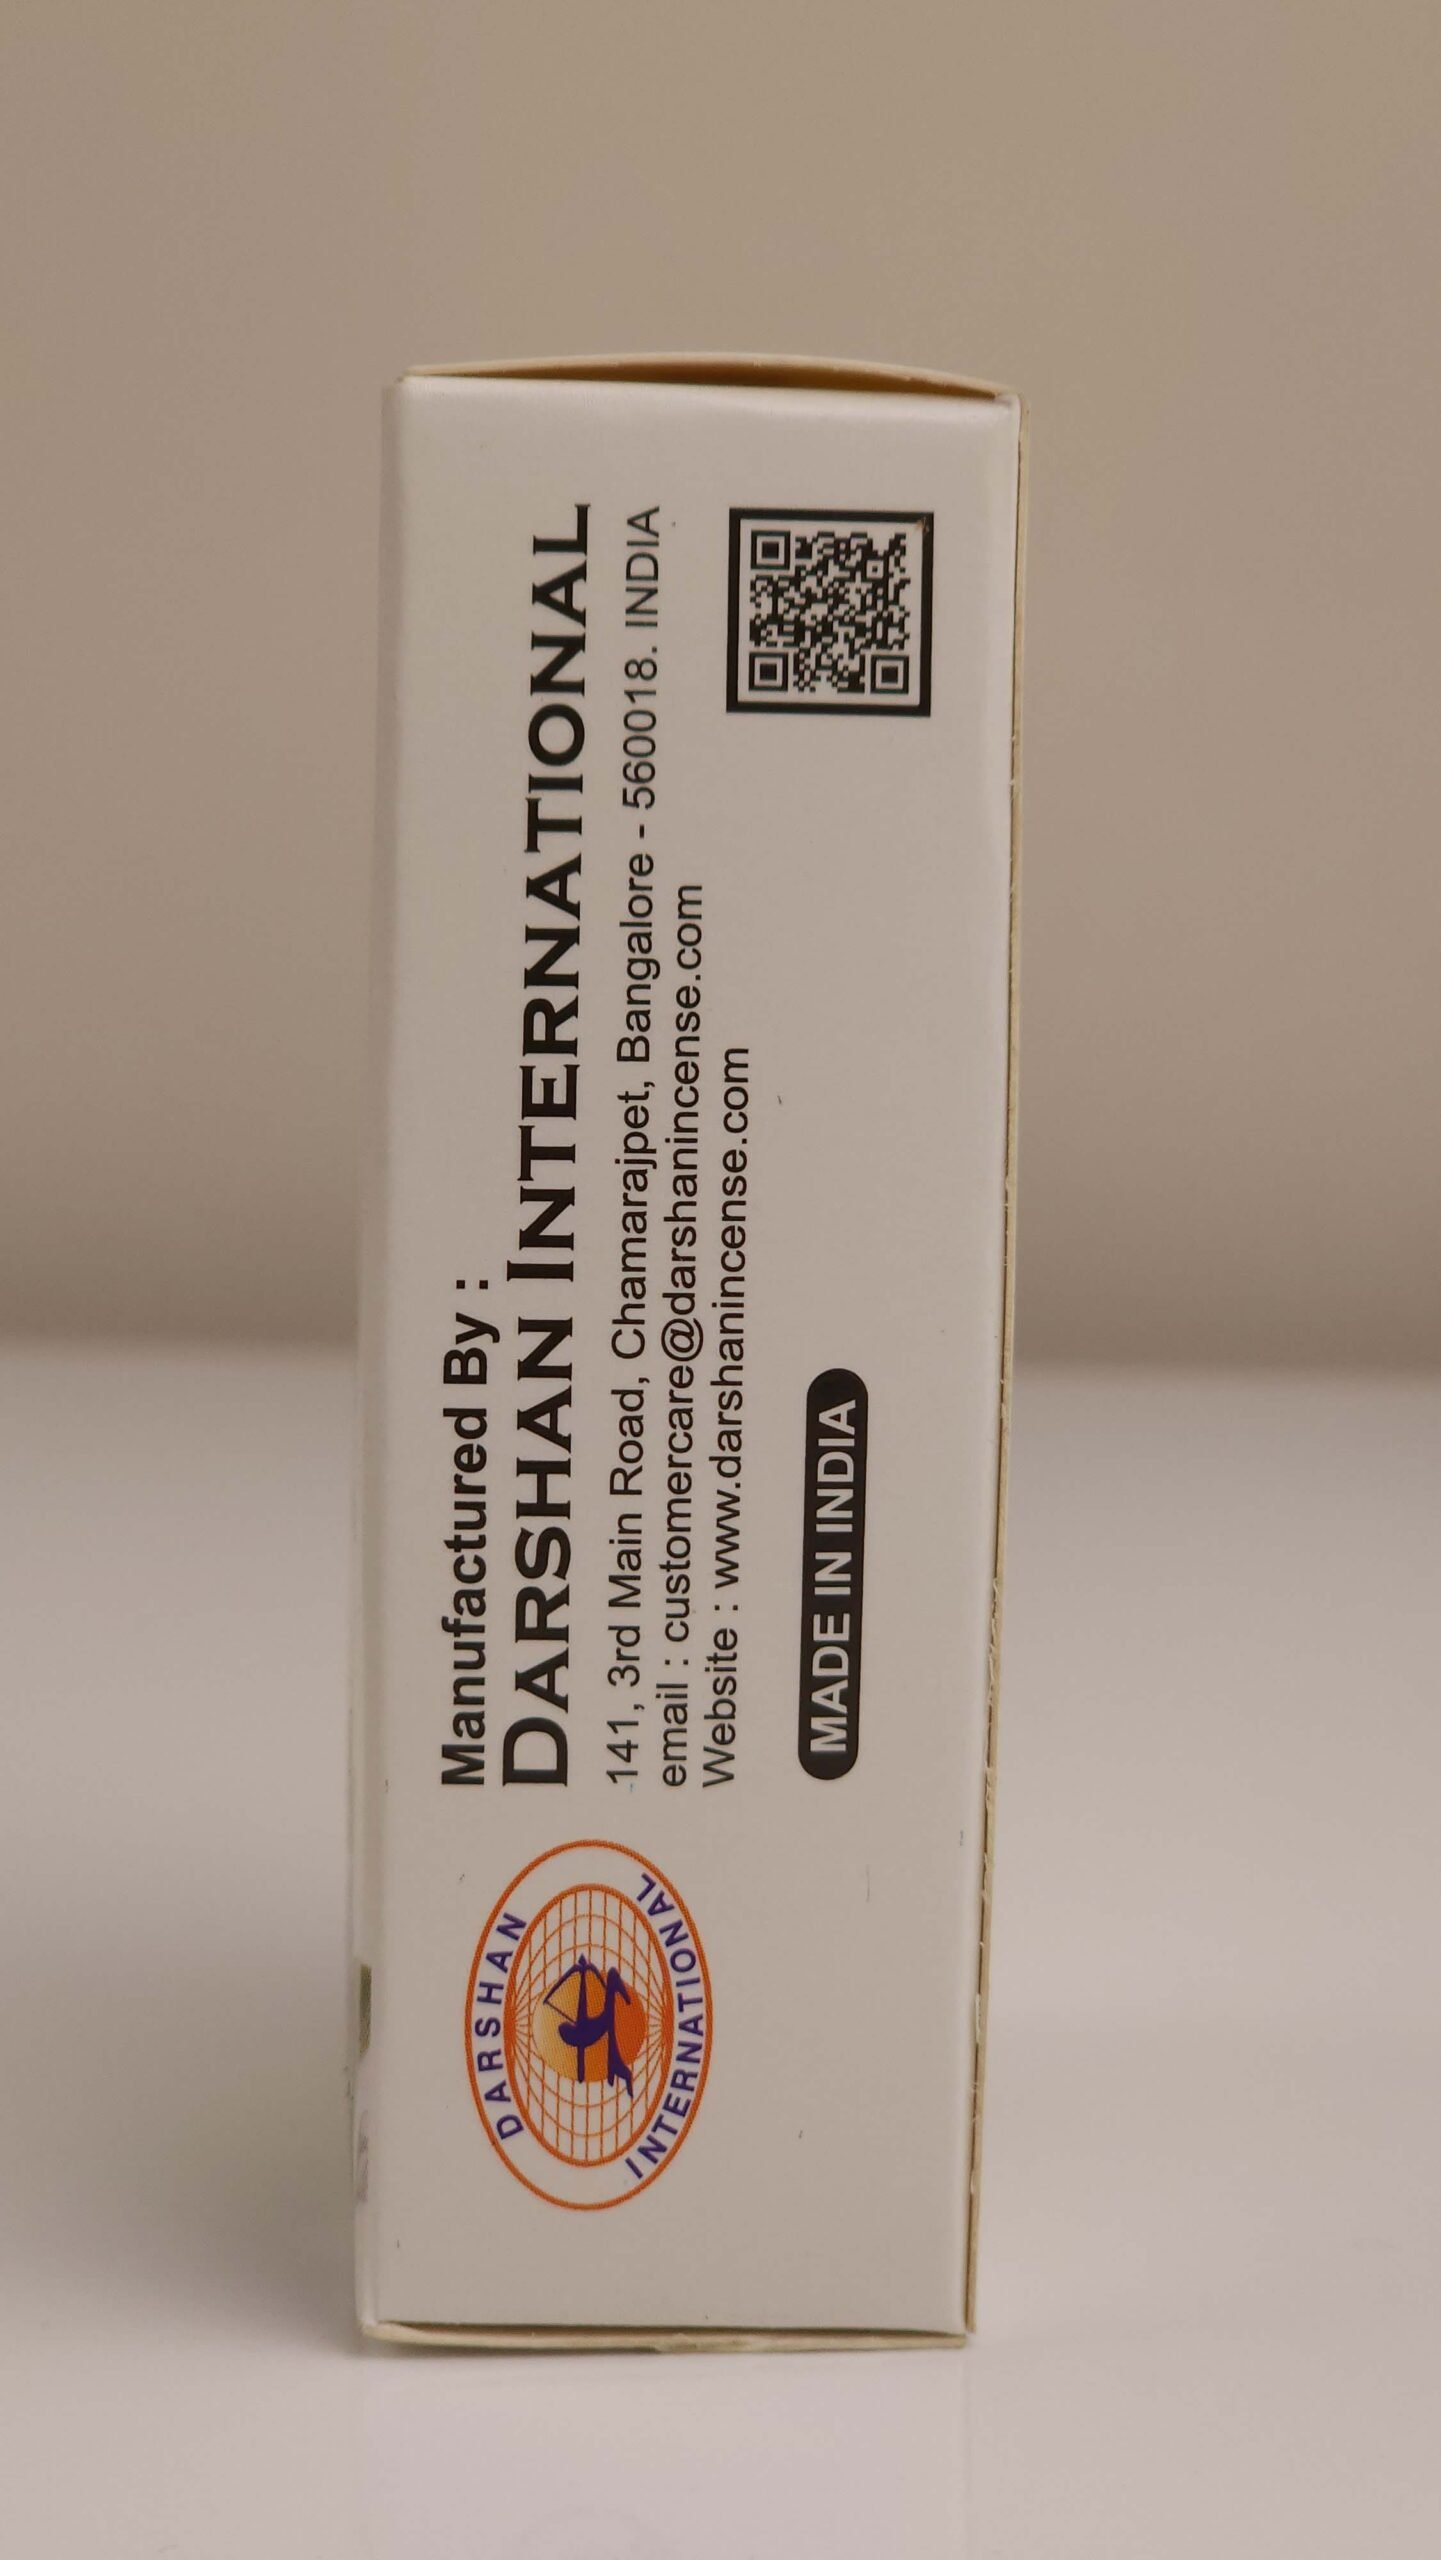 Manufactured By :
DARSHAN INTERNATIONAL
141, 3rd Main Road, Chamarajpet, Bangalore - 560018. INDIA
email : customercare@darshanincense.com
Website : www.darshanincense.com
MADE IN INDIA
DARSHAN
INTERNATIONAL